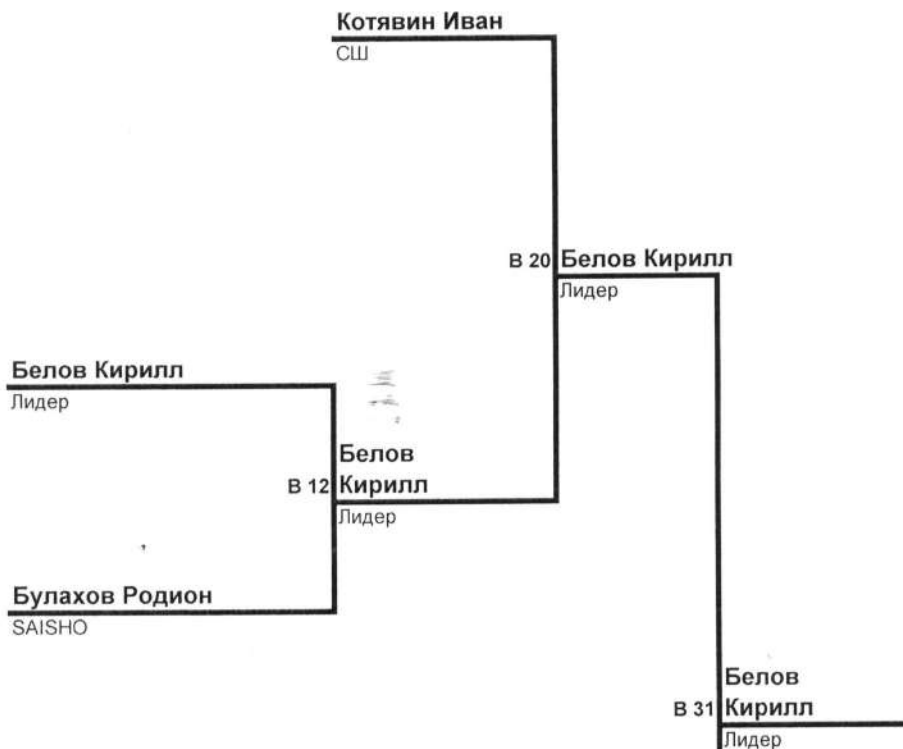 Котявин Иван
СШ
B 20 Белов Кирилл
Лидер
Белов Кирилл
Лидер
Белов
B 12 Кирилл
Лидер
Булахов Родион
SAISHO
Белов
B 31 Кирилл
Лидер